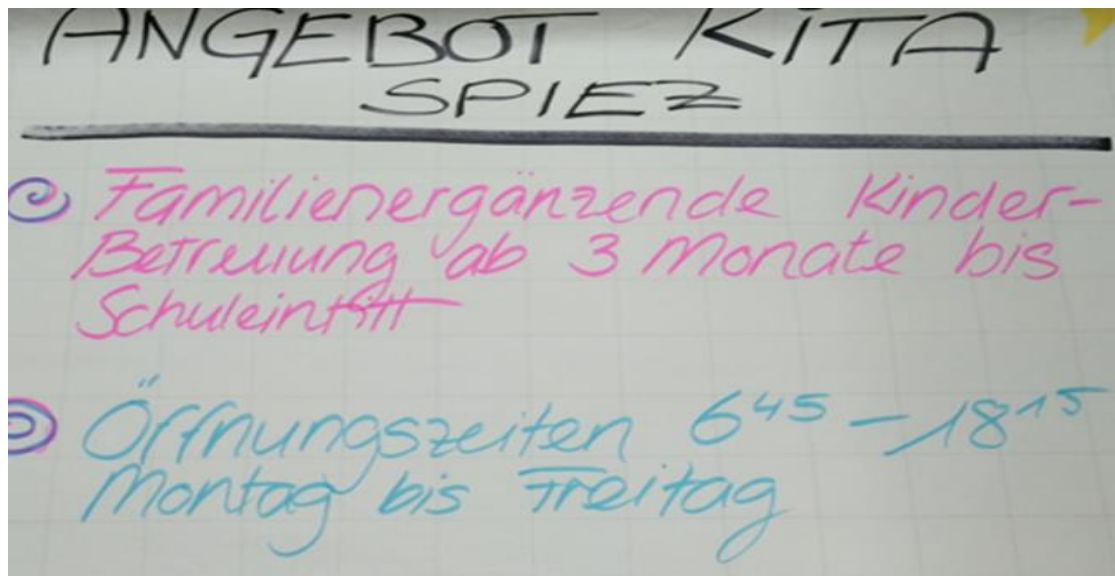 ANGEBOT KITA
SPIEZ
Familienergänzende Kinder-
Betreuung ab 3 Monate bis
Schuleintritt
Öffnungszeiten 6⁴⁵ – 18¹⁵
Montag bis Freitag